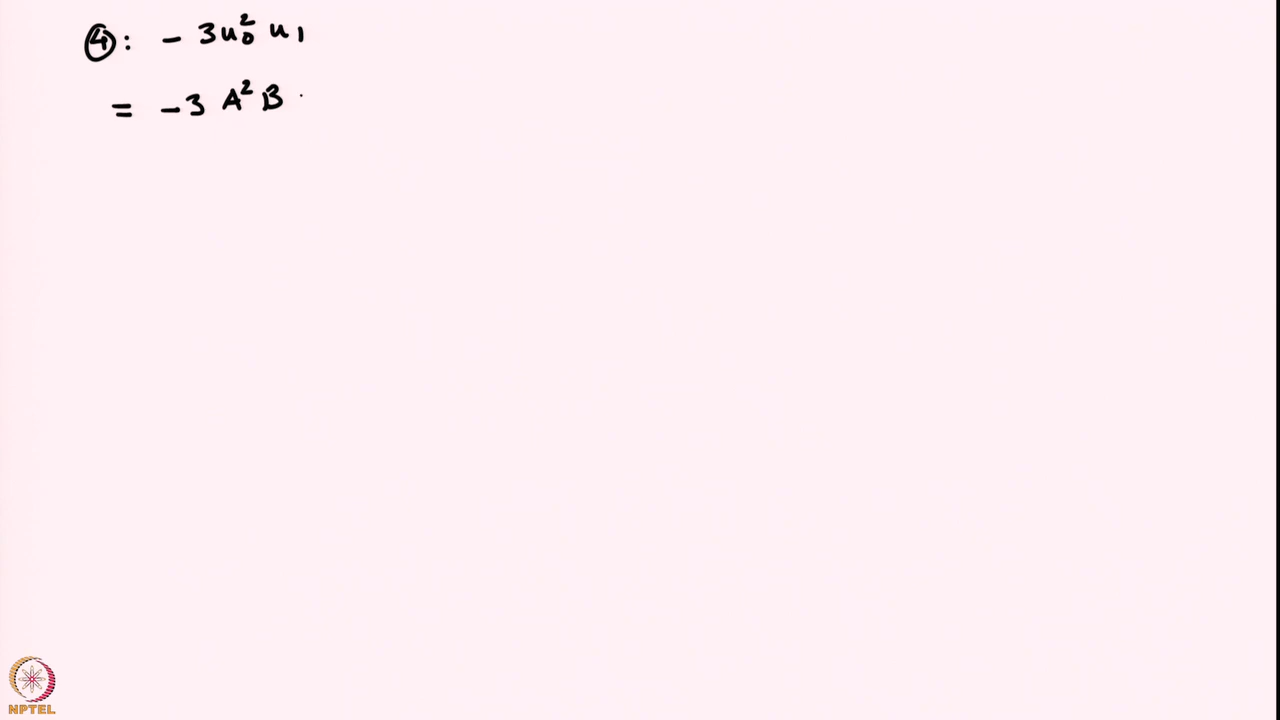 ④: - 3u₀² u₁
= -3 A² B
NPTEL